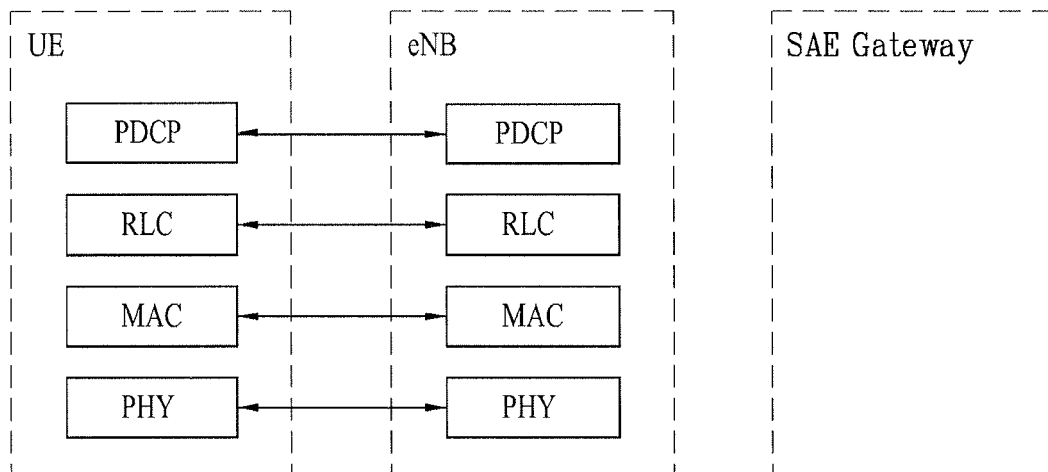 UE eNB SAE Gateway
PDCP PDCP
RLC RLC
MAC MAC
PHY PHY